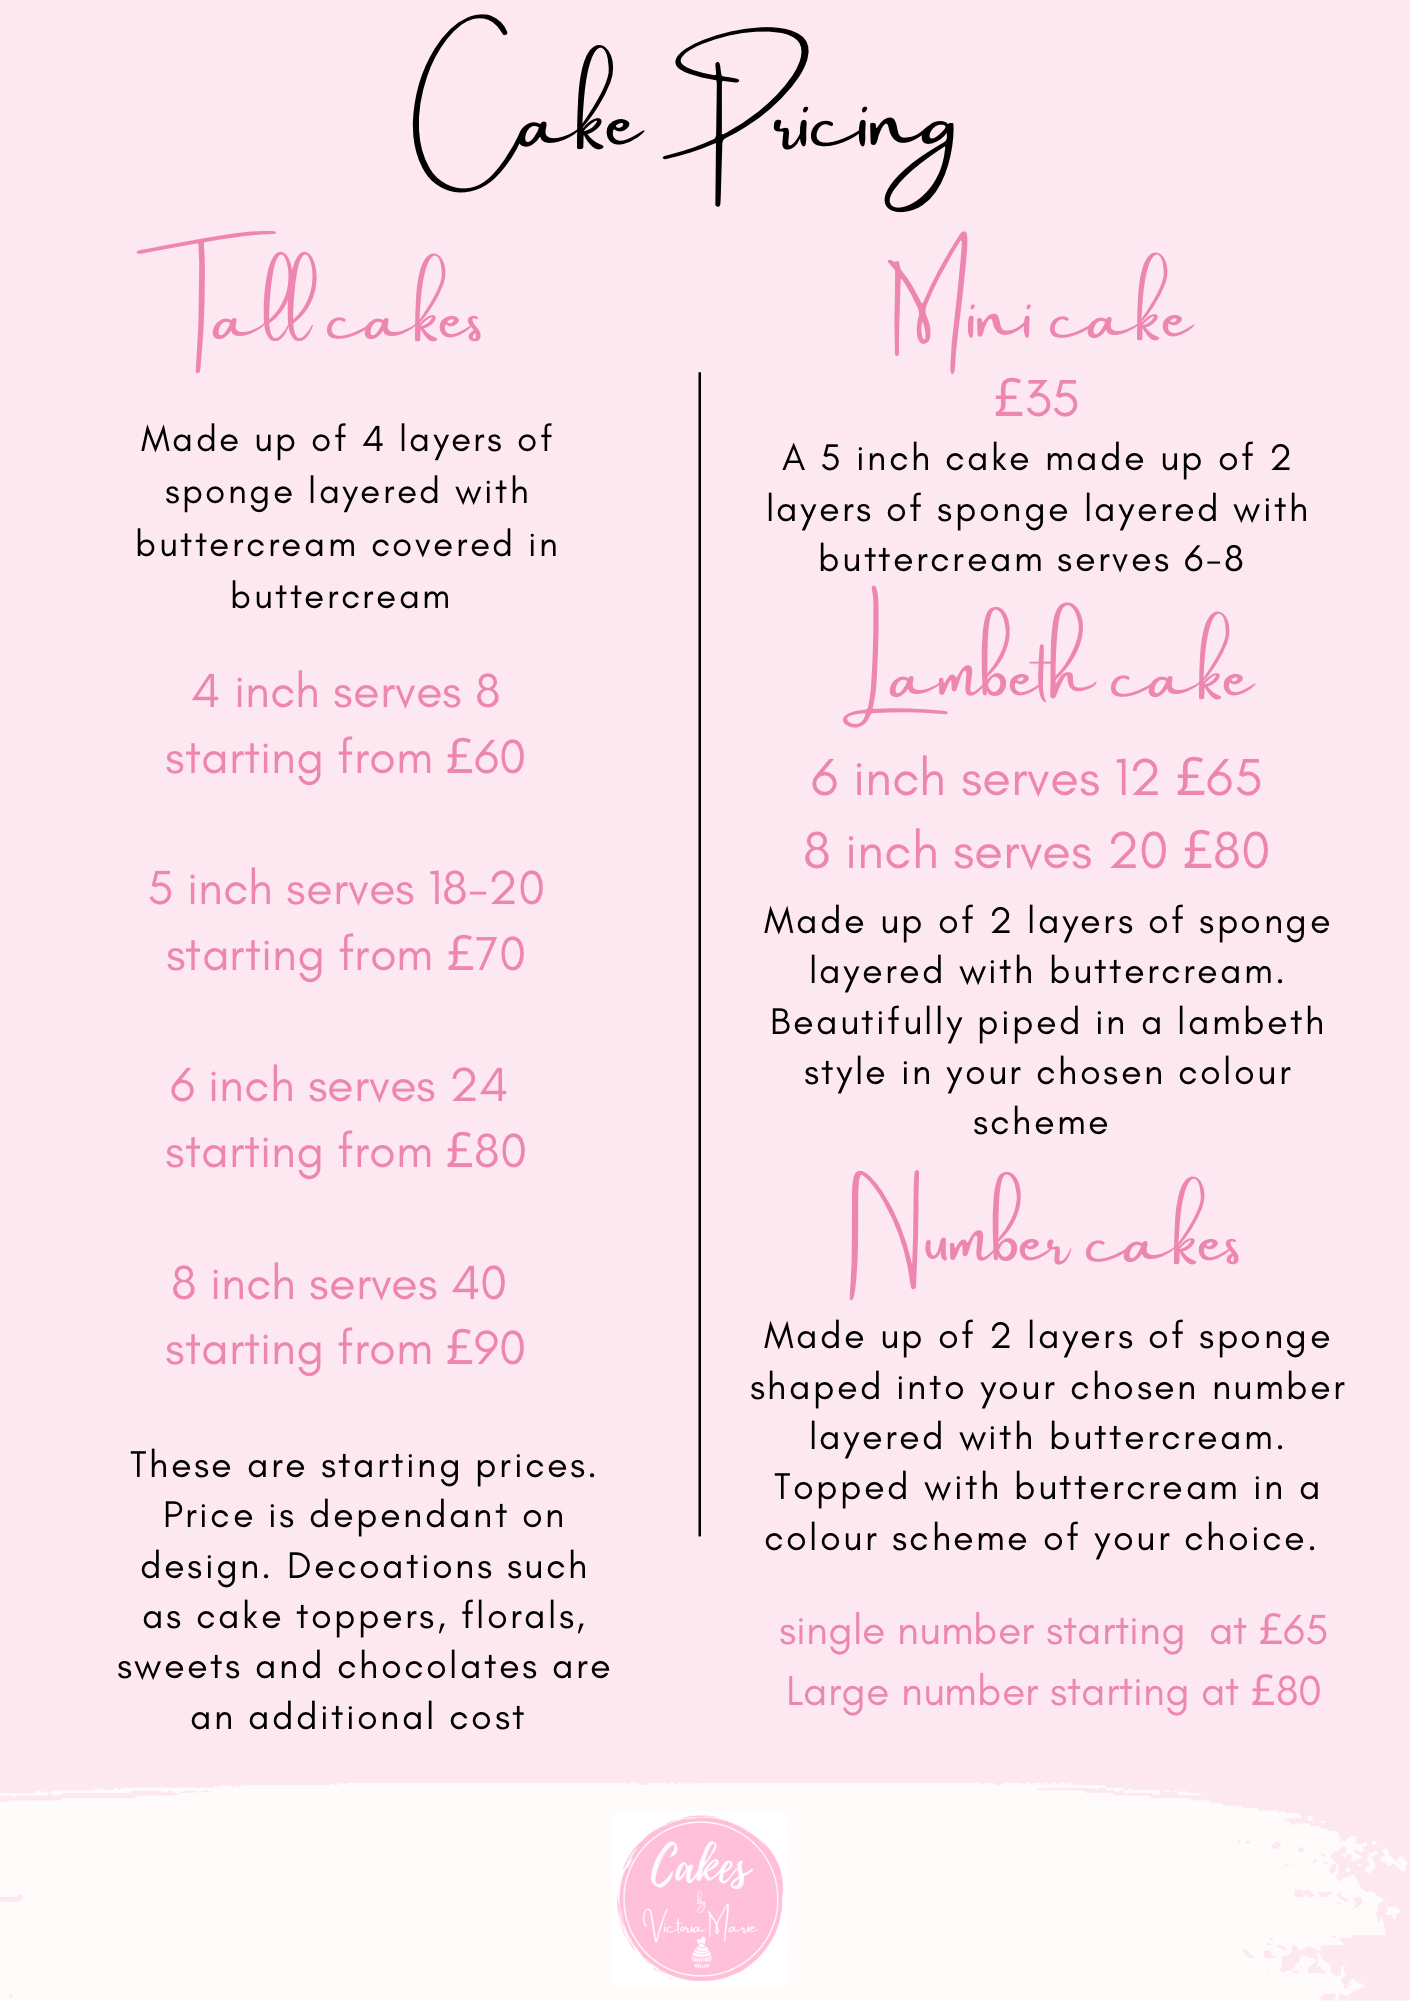 Cake Pricing
Tall cakes
Made up of 4 layers of
sponge layered with
buttercream covered in
buttercream
4 inch serves 8
starting from £60
5 inch serves 18-20
starting from £70
6 inch serves 24
starting from £80
8 inch serves 40
starting from £90
These are starting prices.
Price is dependant on
design. Decoations such
as cake toppers, florals,
sweets and chocolates are
an additional cost
Mini cake
£35
A 5 inch cake made up of 2
layers of sponge layered with
buttercream serves 6-8
Lambeth cake
6 inch serves 12 £65
8 inch serves 20 £80
Made up of 2 layers of sponge
layered with buttercream.
Beautifully piped in a lambeth
style in your chosen colour
scheme
Number cakes
Made up of 2 layers of sponge
shaped into your chosen number
layered with buttercream.
Topped with buttercream in a
colour scheme of your choice.
single number starting at £65
Large number starting at £80
Cakes
by
Victoria Marie